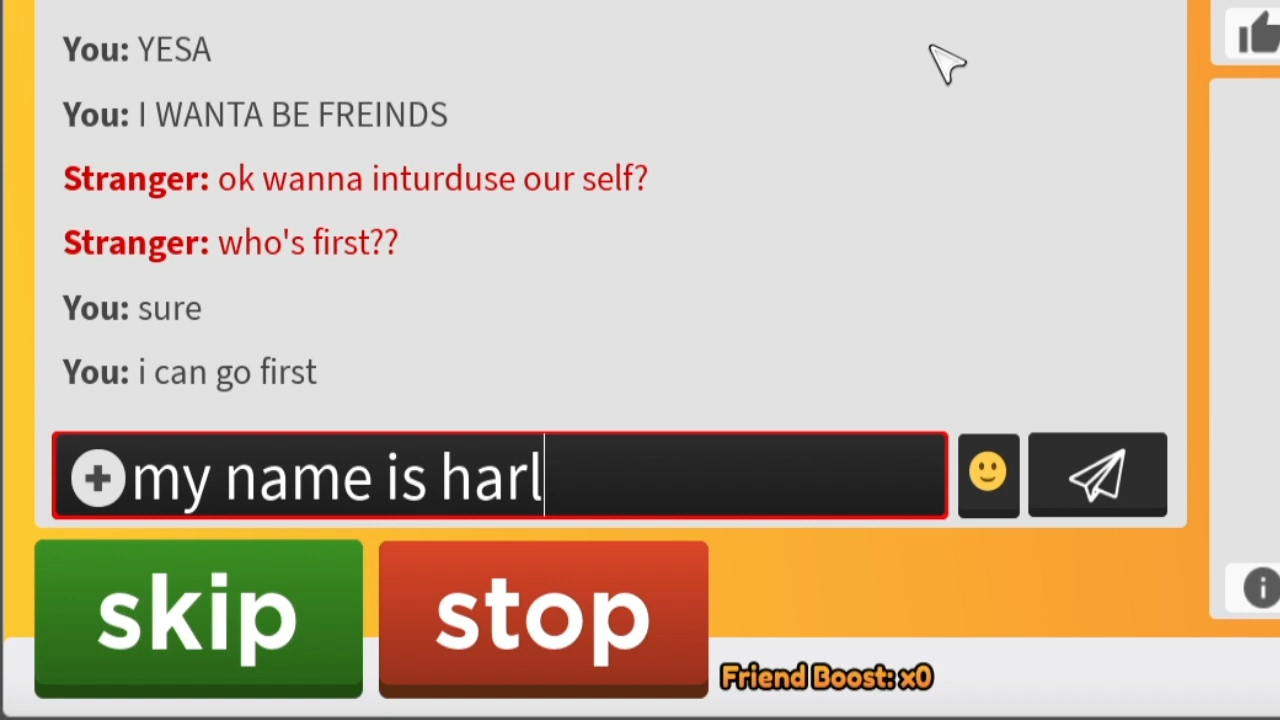 You: YESA
You: I WANTA BE FREINDS
Stranger: ok wanna inturduse our self?
Stranger: who's first??
You: sure
You: i can go first
my name is harl
skip
stop
Friend Boost: x0